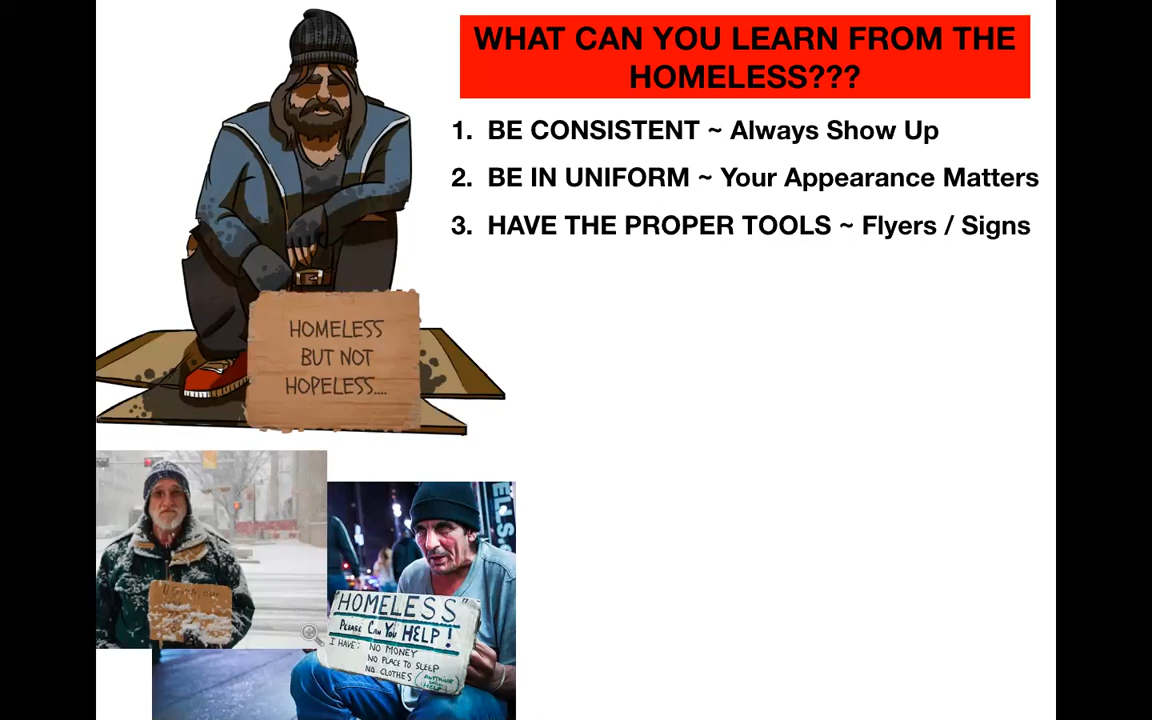 WHAT CAN YOU LEARN FROM THE
HOMELESS???
1. BE CONSISTENT ~ Always Show Up
2. BE IN UNIFORM ~ Your Appearance Matters
3. HAVE THE PROPER TOOLS ~ Flyers / Signs
HOMELESS
BUT NOT
HOPELESS....
"HOMELESS"
PLEASE CAN YOU HELP!
I HAVE: NO MONEY
NO PLACE TO SLEEP
NO CLOTHES